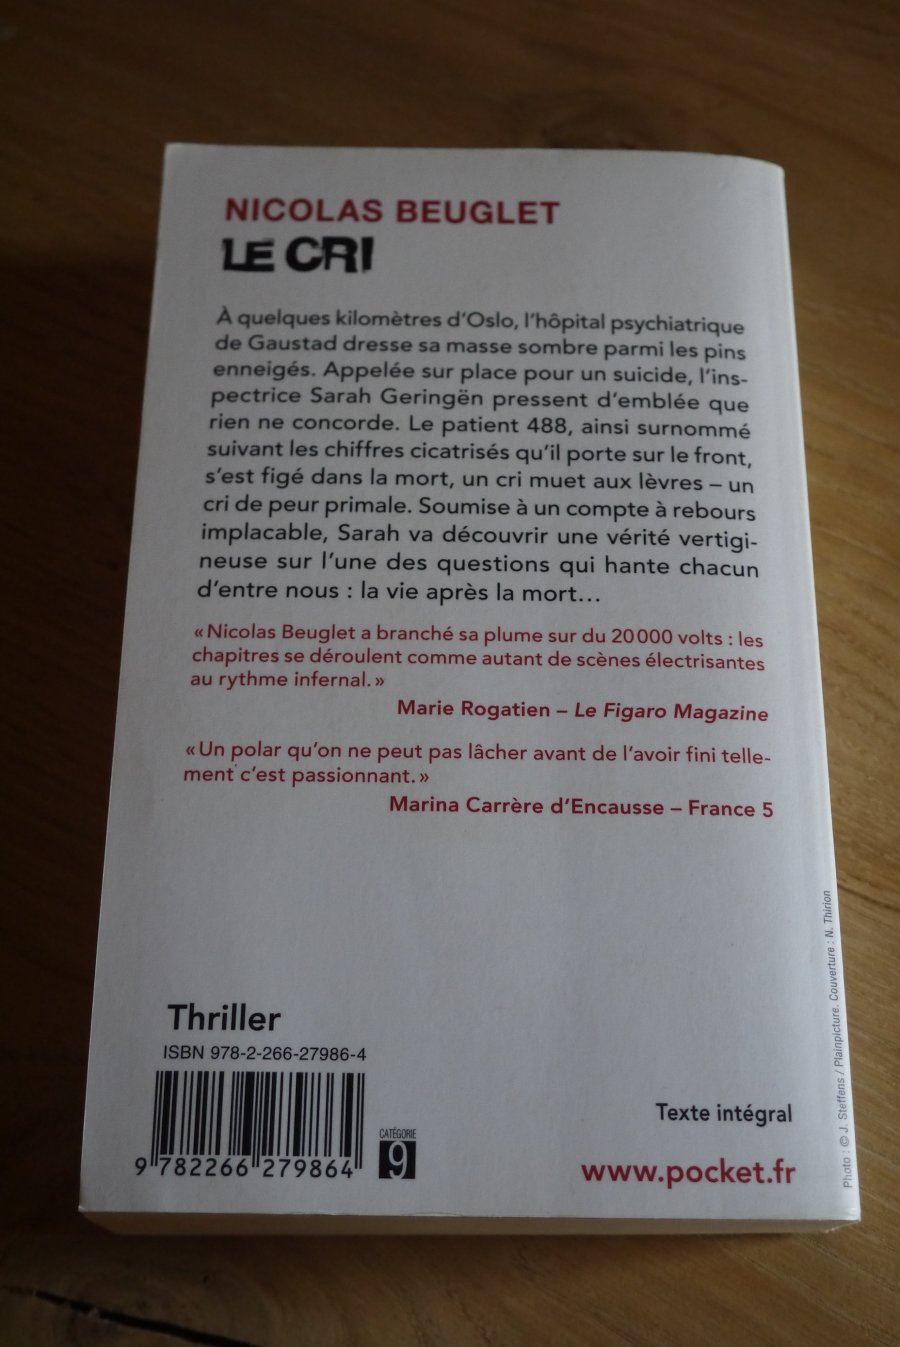 NICOLAS BEUGLET
LE CRI
À quelques kilomètres d'Oslo, l'hôpital psychiatrique
de Gaustad dresse sa masse sombre parmi les pins
enneigés. Appelée sur place pour un suicide, l'ins-
pectrice Sarah Geringën pressent d'emblée que
rien ne concorde. Le patient 488, ainsi surnommé
suivant les chiffres cicatrisés qu'il porte sur le front,
s'est figé dans la mort, un cri muet aux lèvres – un
cri de peur primale. Soumise à un compte à rebours
implacable, Sarah va découvrir une vérité vertigi-
neuse sur l'une des questions qui hante chacun
d'entre nous : la vie après la mort…
« Nicolas Beuglet a branché sa plume sur du 20 000 volts : les
chapitres se déroulent comme autant de scènes électrisantes
au rythme infernal. »
Marie Rogatien – Le Figaro Magazine
« Un polar qu'on ne peut pas lâcher avant de l'avoir fini telle-
ment c'est passionnant. »
Marina Carrère d'Encausse – France 5
Thriller
ISBN 978-2-266-27986-4
9 782266 279864
CATÉGORIE
9
Texte intégral
www.pocket.fr
Photo : © J. Steffens / Plainpicture. Couverture : N. Thirion